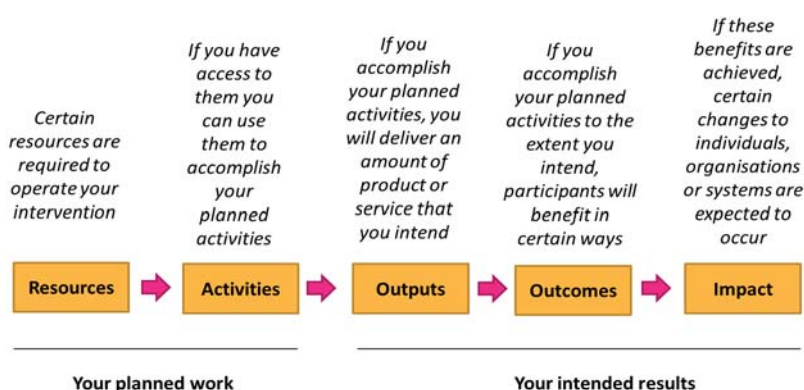 Certain
resources are
required to
operate your
intervention
If you have
access to
them you
can use
them to
accomplish
your
planned
activities
If you
accomplish
your planned
activities, you
will deliver an
amount of
product or
service that
you intend
If you
accomplish
your planned
activities to the
extent you
intend,
participants will
benefit in
certain ways
If these
benefits are
achieved,
certain
changes to
individuals,
organisations
or systems are
expected to
occur
Resources
Activities
Outputs
Outcomes
Impact
Your planned work
Your intended results